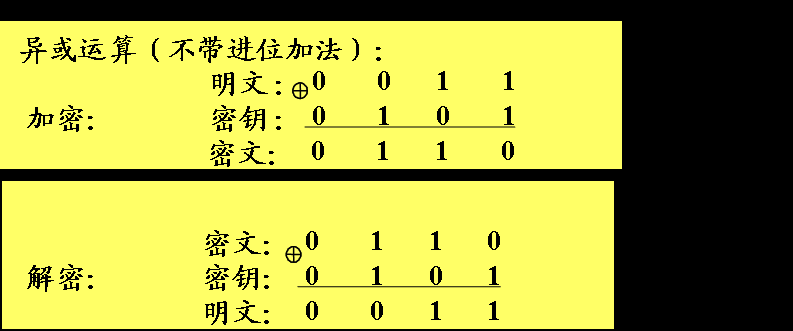 异或运算(不带进位加法):
明文: ⊕ 0 0 1 1
加密: 密钥: 0 1 0 1
密文: 0 1 1 0
密文: ⊕ 0 1 1 0
解密: 密钥: 0 1 0 1
明文: 0 0 1 1